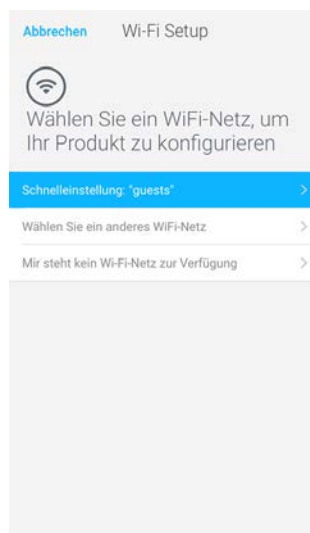 Abbrechen Wi-Fi Setup
Wählen Sie ein WiFi-Netz, um
Ihr Produkt zu konfigurieren
Schnelleinstellung: "guests"
Wählen Sie ein anderes WiFi-Netz
Mir steht kein Wi-Fi-Netz zur Verfügung